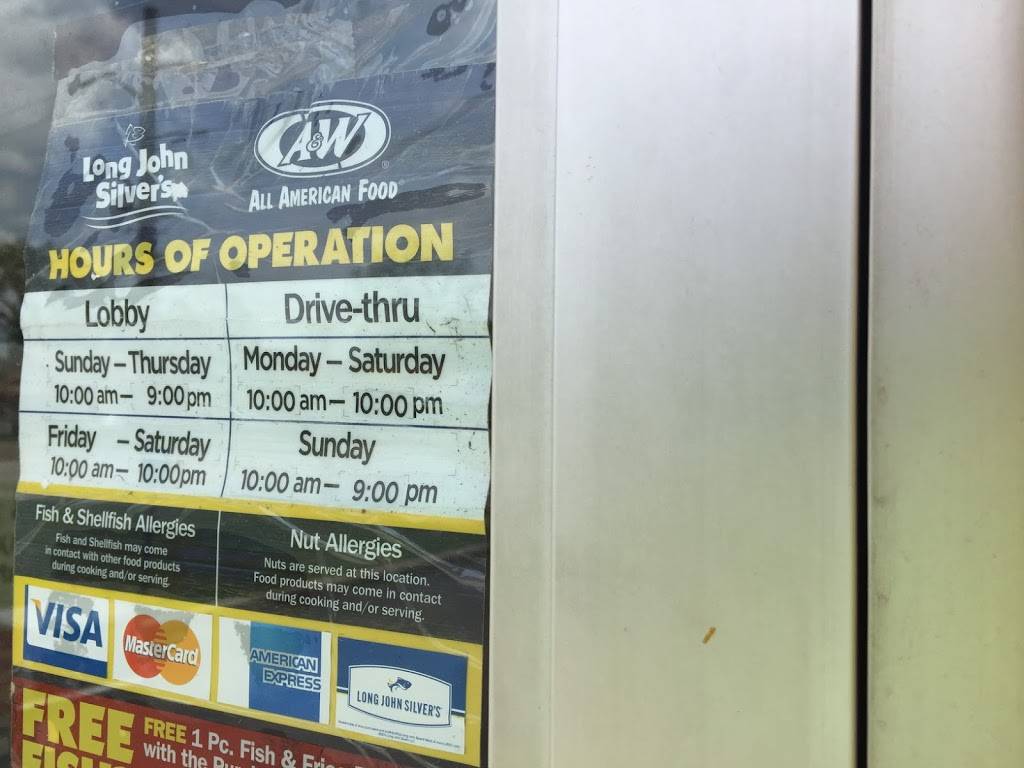 Long John
Silver's
A&W
ALL AMERICAN FOOD
HOURS OF OPERATION
Lobby
Sunday – Thursday
10:00 am – 9:00 pm
Friday – Saturday
10:00 am – 10:00pm
Drive-thru
Monday – Saturday
10:00 am – 10:00 pm
Sunday
10:00 am – 9:00 pm
Fish & Shellfish Allergies
Fish and Shellfish may come
in contact with other food products
during cooking and/or serving.
Nut Allergies
Nuts are served at this location.
Food products may come in contact
during cooking and/or serving.
VISA
MasterCard
AMERICAN
EXPRESS
LONG JOHN SILVER'S
FREE
FREE 1 Pc. Fish &
with the